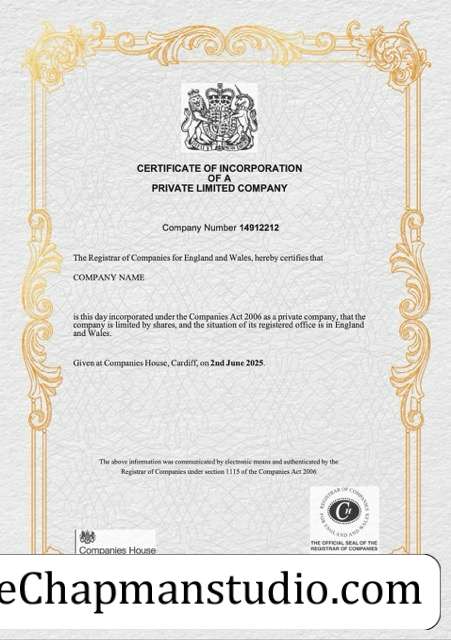 CERTIFICATE OF INCORPORATION
OF A
PRIVATE LIMITED COMPANY
Company Number 14912212
The Registrar of Companies for England and Wales, hereby certifies that
COMPANY NAME
is this day incorporated under the Companies Act 2006 as a private company, that the
company is limited by shares, and the situation of its registered office is in England
and Wales.
Given at Companies House, Cardiff, on 2nd June 2025.
The above information was communicated by electronic means and authenticated by the
Registrar of Companies under section 1115 of the Companies Act 2006
REGISTRAR OF COMPANIES
FOR ENGLAND AND WALES
CH
THE OFFICIAL SEAL OF THE
REGISTRAR OF COMPANIES
Companies House
eChapmanstudio.com